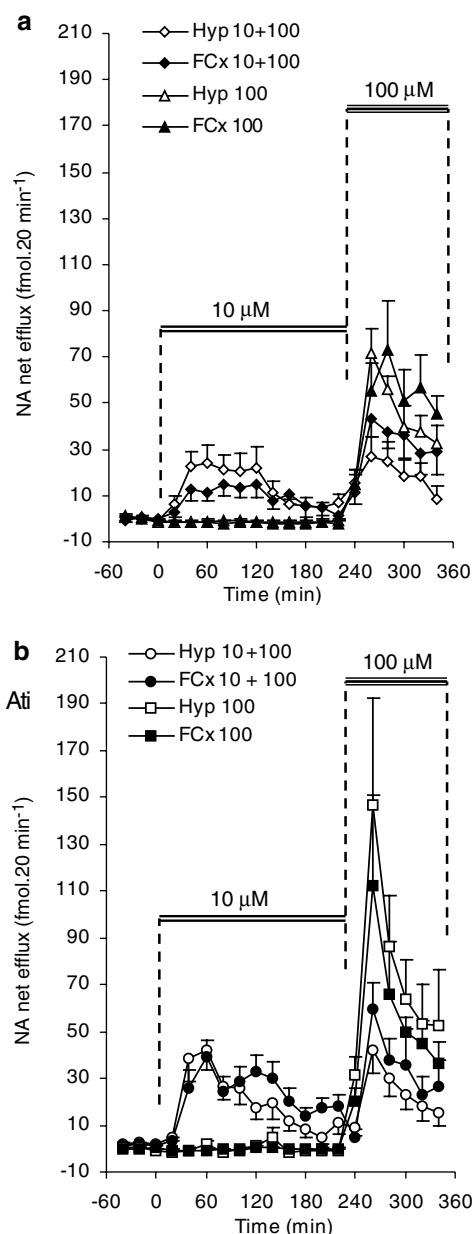 a
Hyp 10+100
FCx 10+100
Hyp 100
FCx 100
210
190
170
150
130
110
90
70
50
30
10
-10
NA net efflux (fmol.20 min⁻¹)
100 µM
10 µM
-60 0 60 120 180 240 300 360
Time (min)
b
Ati
Hyp 10+100
FCx 10 + 100
Hyp 100
FCx 100
210
190
170
150
130
110
90
70
50
30
10
-10
NA net efflux (fmol.20 min⁻¹)
100 µM
10 µM
-60 0 60 120 180 240 300 360
Time (min)